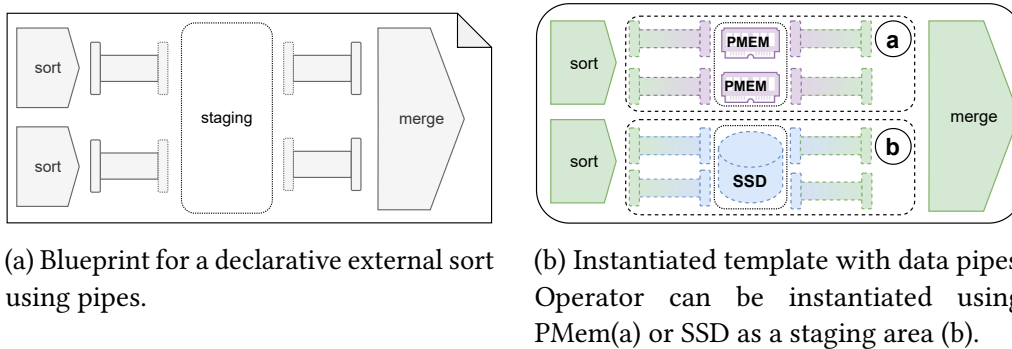 sort
sort
staging
merge
sort
sort
PMEM
PMEM
a
SSD
b
merge
(a) Blueprint for a declarative external sort
using pipes.
(b) Instantiated template with data pipes
Operator can be instantiated using
PMem(a) or SSD as a staging area (b).